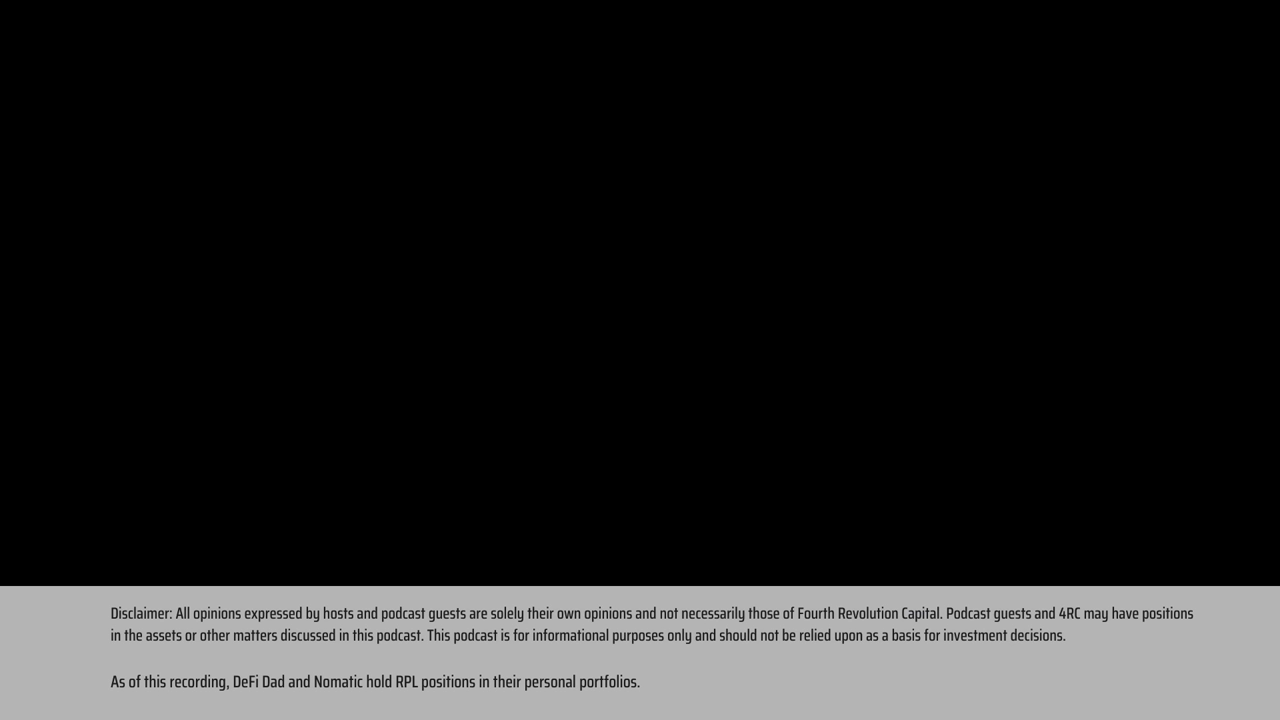 Disclaimer: All opinions expressed by hosts and podcast guests are solely their own opinions and not necessarily those of Fourth Revolution Capital. Podcast guests and 4RC may have positions
in the assets or other matters discussed in this podcast. This podcast is for informational purposes only and should not be relied upon as a basis for investment decisions.
As of this recording, DeFi Dad and Nomatic hold RPL positions in their personal portfolios.